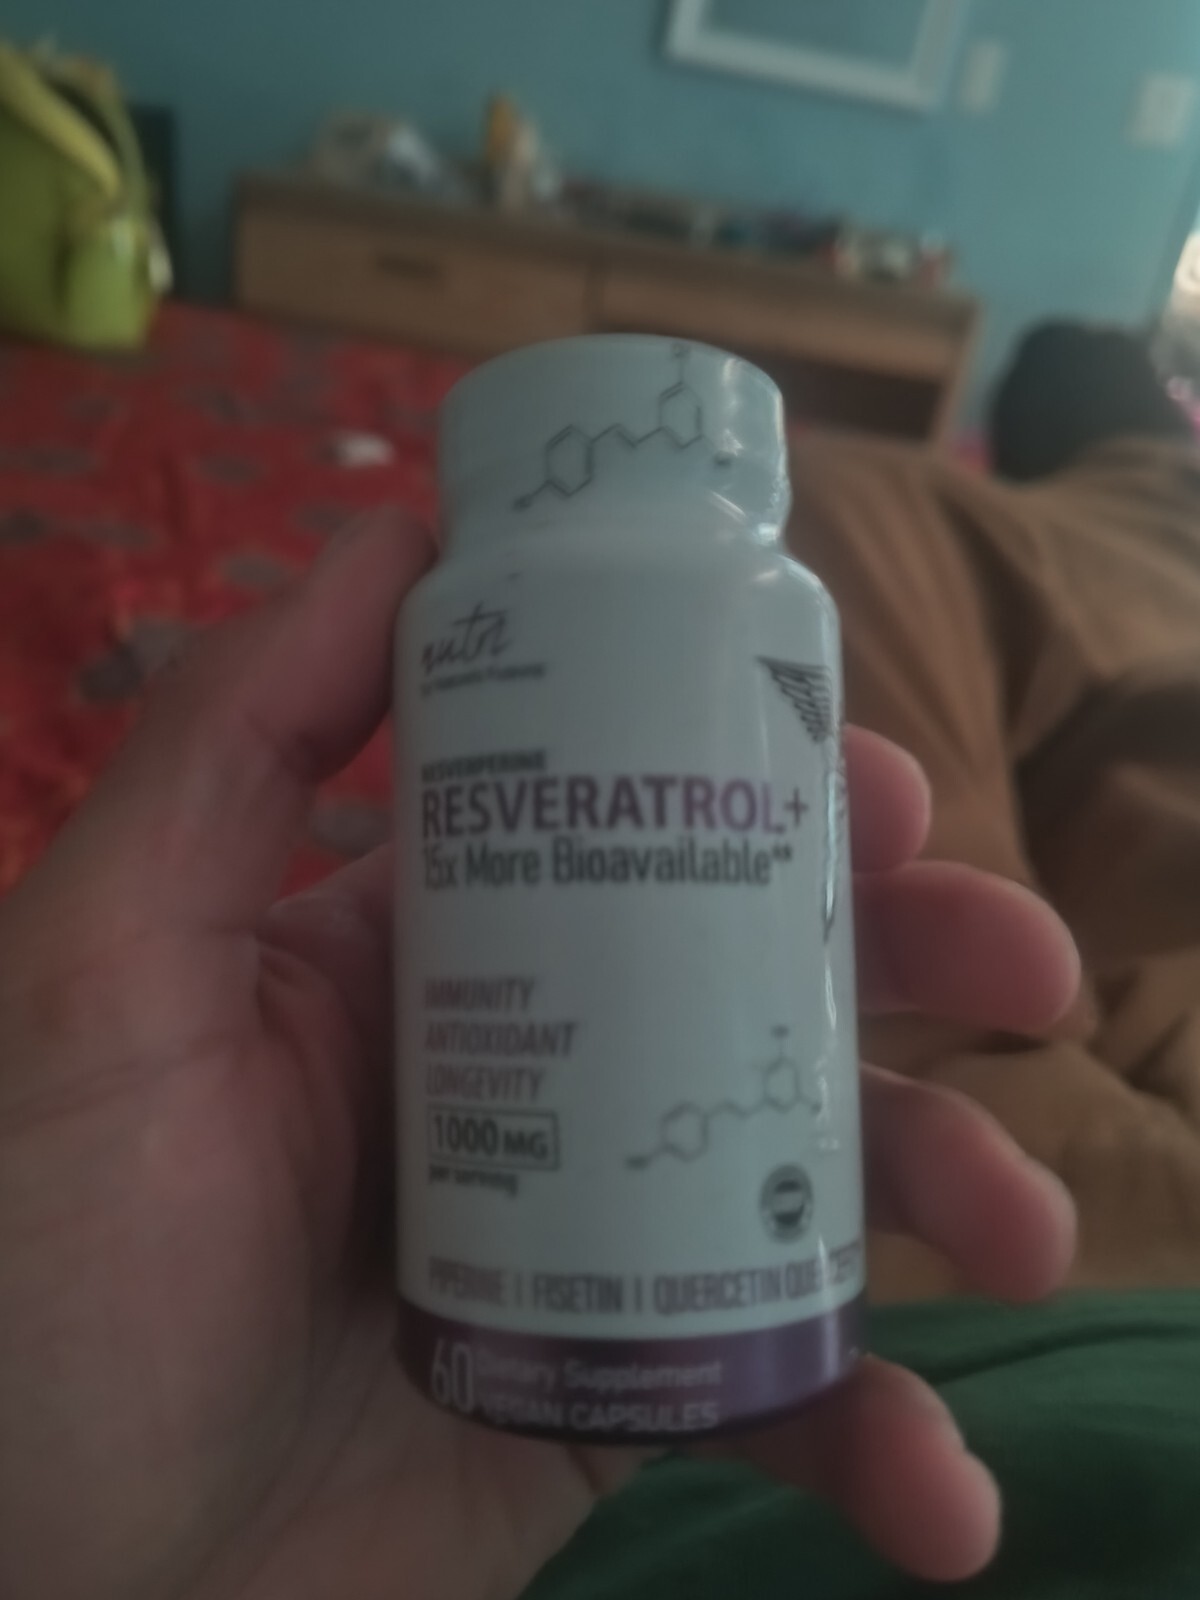 nutri
RESVERATROL+
15x More Bioavailable**
IMMUNITY
ANTIOXIDANT
LONGEVITY
1000 MG
per serving
PIPERINE | FISETIN | QUERCETIN
60 Dietary Supplement
VEGAN CAPSULES